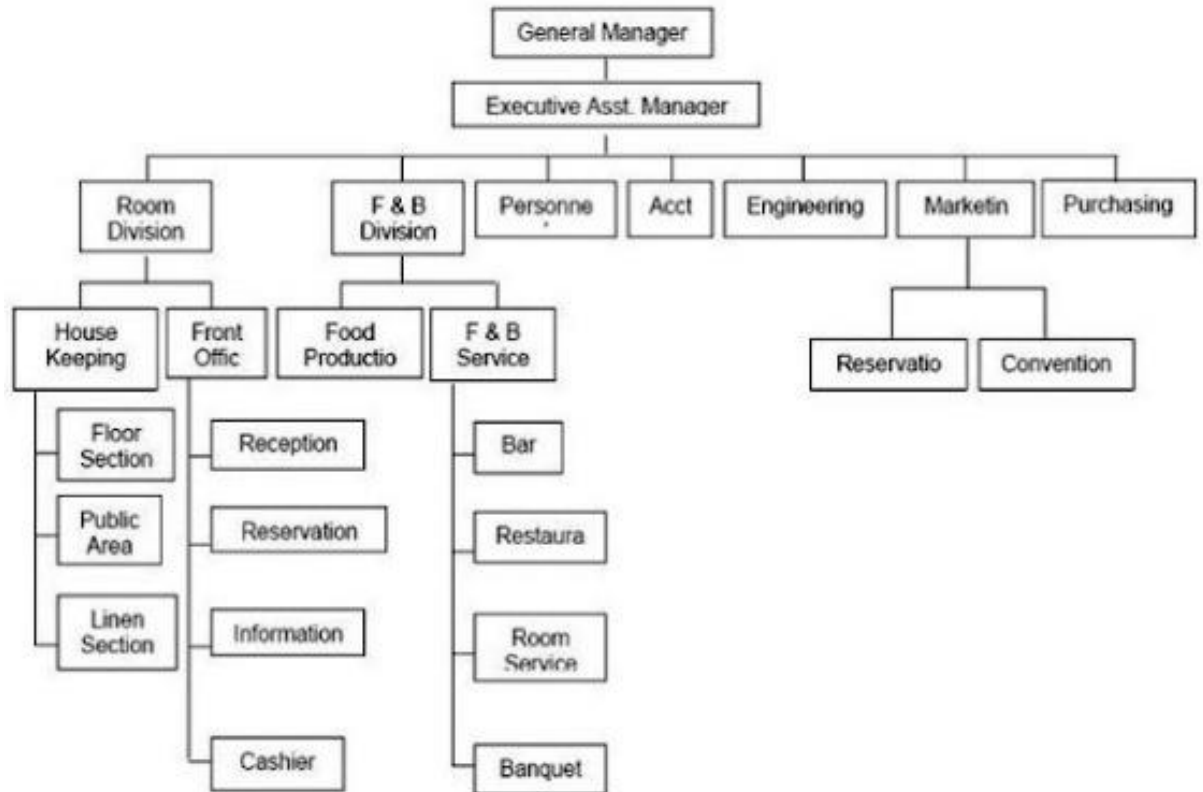 General Manager
Executive Asst. Manager
Room
Division
F & B
Division
Personne
Acct
Engineering
Marketin
Purchasing
House
Keeping
Front
Offic
Food
Productio
F & B
Service
Reservatio
Convention
Floor
Section
Reception
Bar
Public
Area
Reservation
Restaura
Linen
Section
Information
Room
Service
Cashier
Banquet